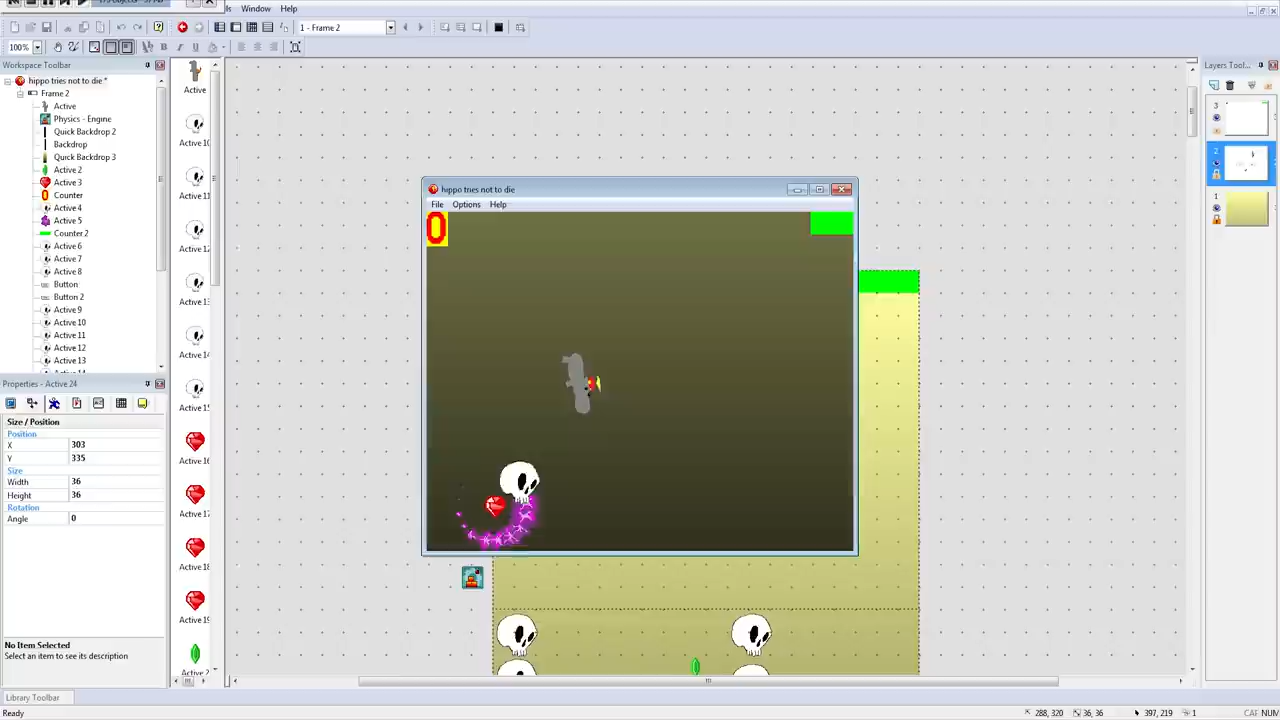 Window Help
1 - Frame 2
100%
Workspace Toolbar
hippo tries not to die *
Frame 2
Active
Physics - Engine
Quick Backdrop 2
Backdrop
Quick Backdrop 3
Active 2
Active 3
Counter
Active 4
Active 5
Counter 2
Active 6
Active 7
Active 8
Button
Button 2
Active 9
Active 10
Active 11
Active 12
Active 13
Properties - Active 24
Size / Position
Position
X 303
Y 335
Size
Width 36
Height 36
Rotation
Angle 0
No Item Selected
Select an item to see its description
Library Toolbar
Ready
Active
Active 10
Active 11
Active 12
Active 13
Active 14
Active 15
Active 16
Active 17
Active 18
Active 19
hippo tries not to die
File Options Help
0
Layers Tool...
3
2
1
288, 320
36, 36
397, 219
1
CAF NUM